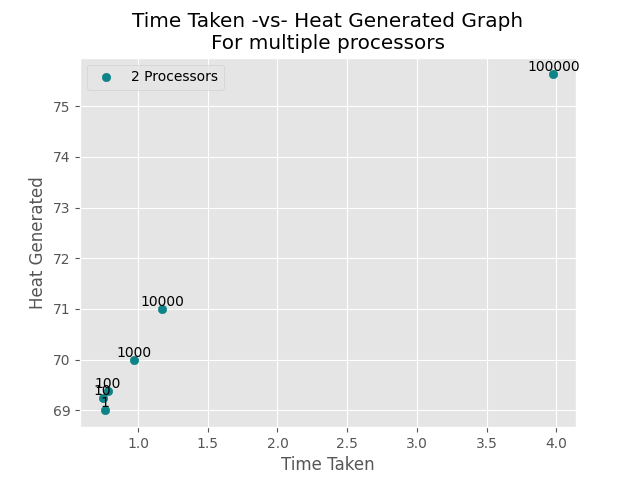 Time Taken -vs- Heat Generated Graph
For multiple processors
2 Processors
100000
10000
1000
100
10
1
75
74
73
72
71
70
69
Heat Generated
1.0 1.5 2.0 2.5 3.0 3.5 4.0
Time Taken